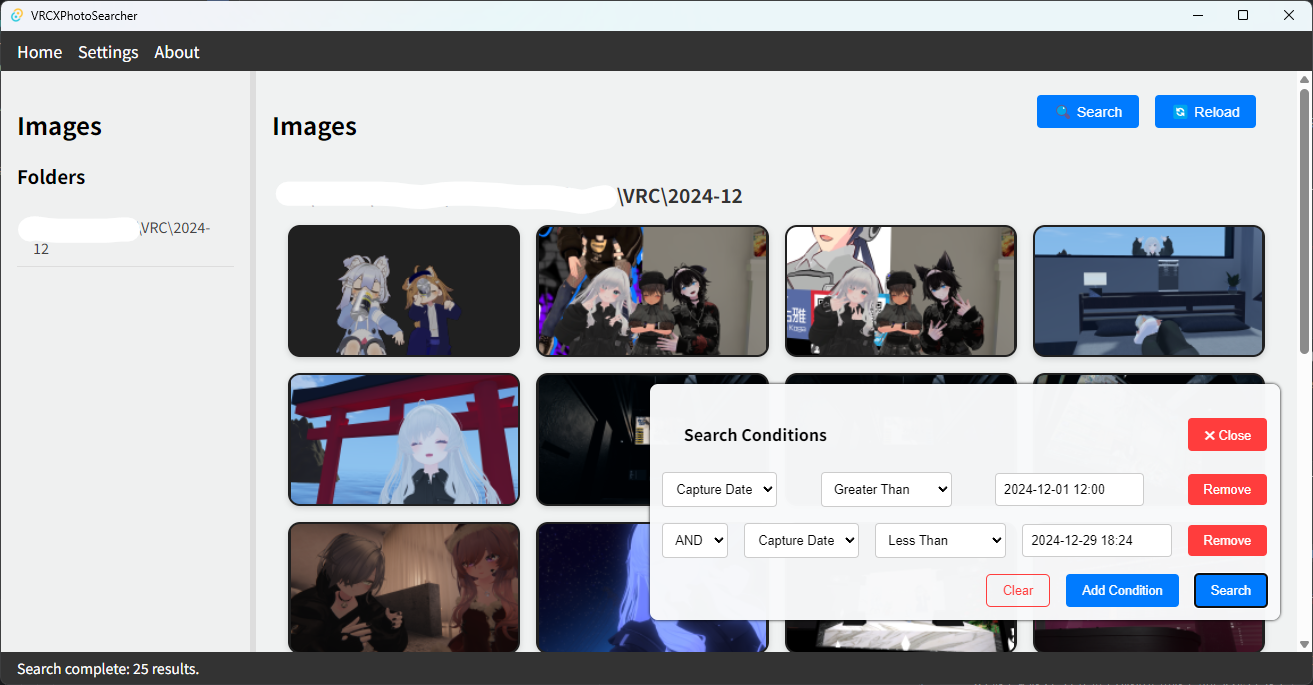 VRCXPhotoSearcher
Home Settings About
Images
Folders
\VRC\2024-
12
Images
🔍 Search
🔄 Reload
\VRC\2024-12
Search Conditions
✕ Close
Capture Date Greater Than 2024-12-01 12:00 Remove
AND Capture Date Less Than 2024-12-29 18:24 Remove
Clear Add Condition Search
Search complete: 25 results.